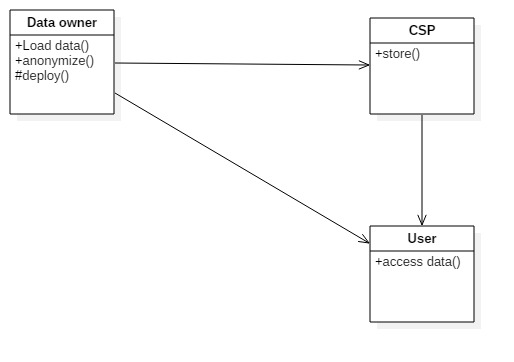 Data owner
+Load data()
+anonymize()
#deploy()
CSP
+store()
User
+access data()